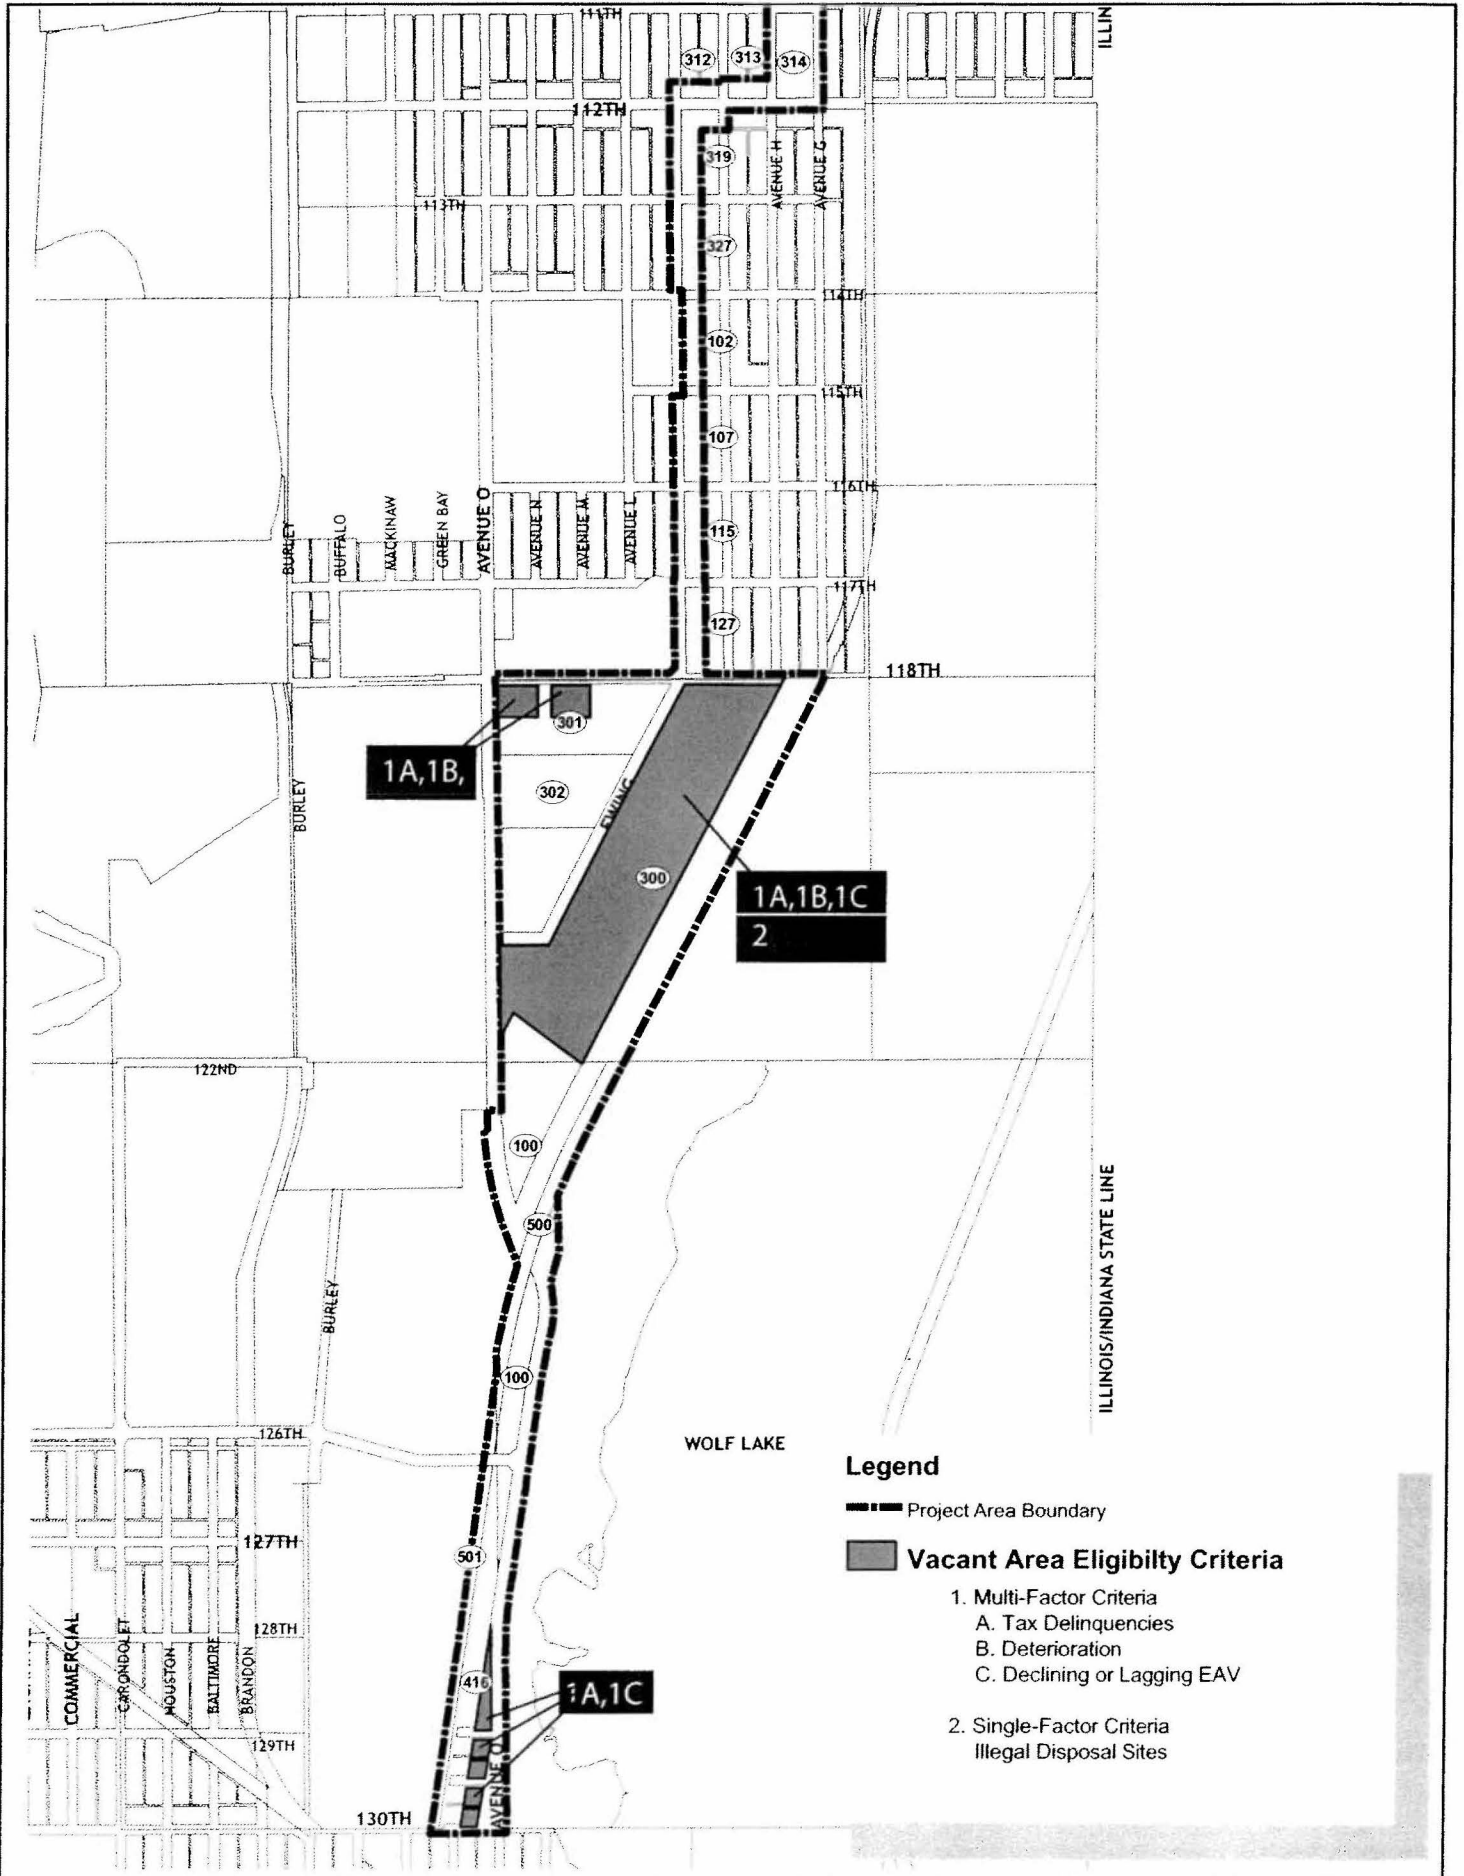 111TH
ILLIN
312
313
314
112TH
319
AVENUE H
AVENUE G
113TH
327
114TH
102
115TH
107
116TH
BURLEY
BUFFALO
MACKINAW
GREEN BAY
AVENUE O
AVENUE N
AVENUE M
AVENUE L
115
117TH
127
118TH
301
1A,1B,
302
BURLEY
EWING
300
1A,1B,1C
2
122ND
100
500
BURLEY
ILLINOIS/INDIANA STATE LINE
100
126TH
WOLF LAKE
127TH
501
128TH
COMMERCIAL
CARONDOLET
HOUSTON
BALTIMORE
BRANDON
416
1A,1C
129TH
AVENUE O
130TH
Legend
Project Area Boundary
Vacant Area Eligibilty Criteria
1. Multi-Factor Criteria
A. Tax Delinquencies
B. Deterioration
C. Declining or Lagging EAV
2. Single-Factor Criteria
Illegal Disposal Sites